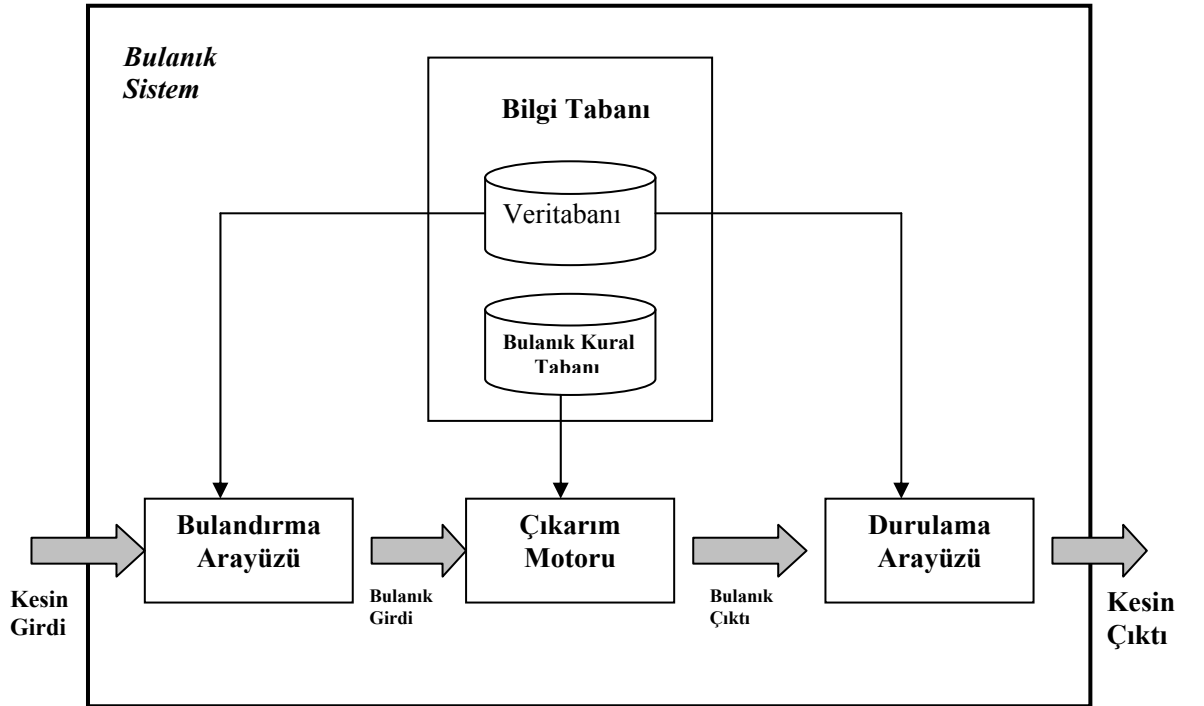 Bulanık
Sistem
Bilgi Tabanı
Veritabanı
Bulanık Kural
Tabanı
Bulandırma
Arayüzü
Çıkarım
Motoru
Durulama
Arayüzü
Kesin
Girdi
Bulanık
Girdi
Bulanık
Çıktı
Kesin
Çıktı